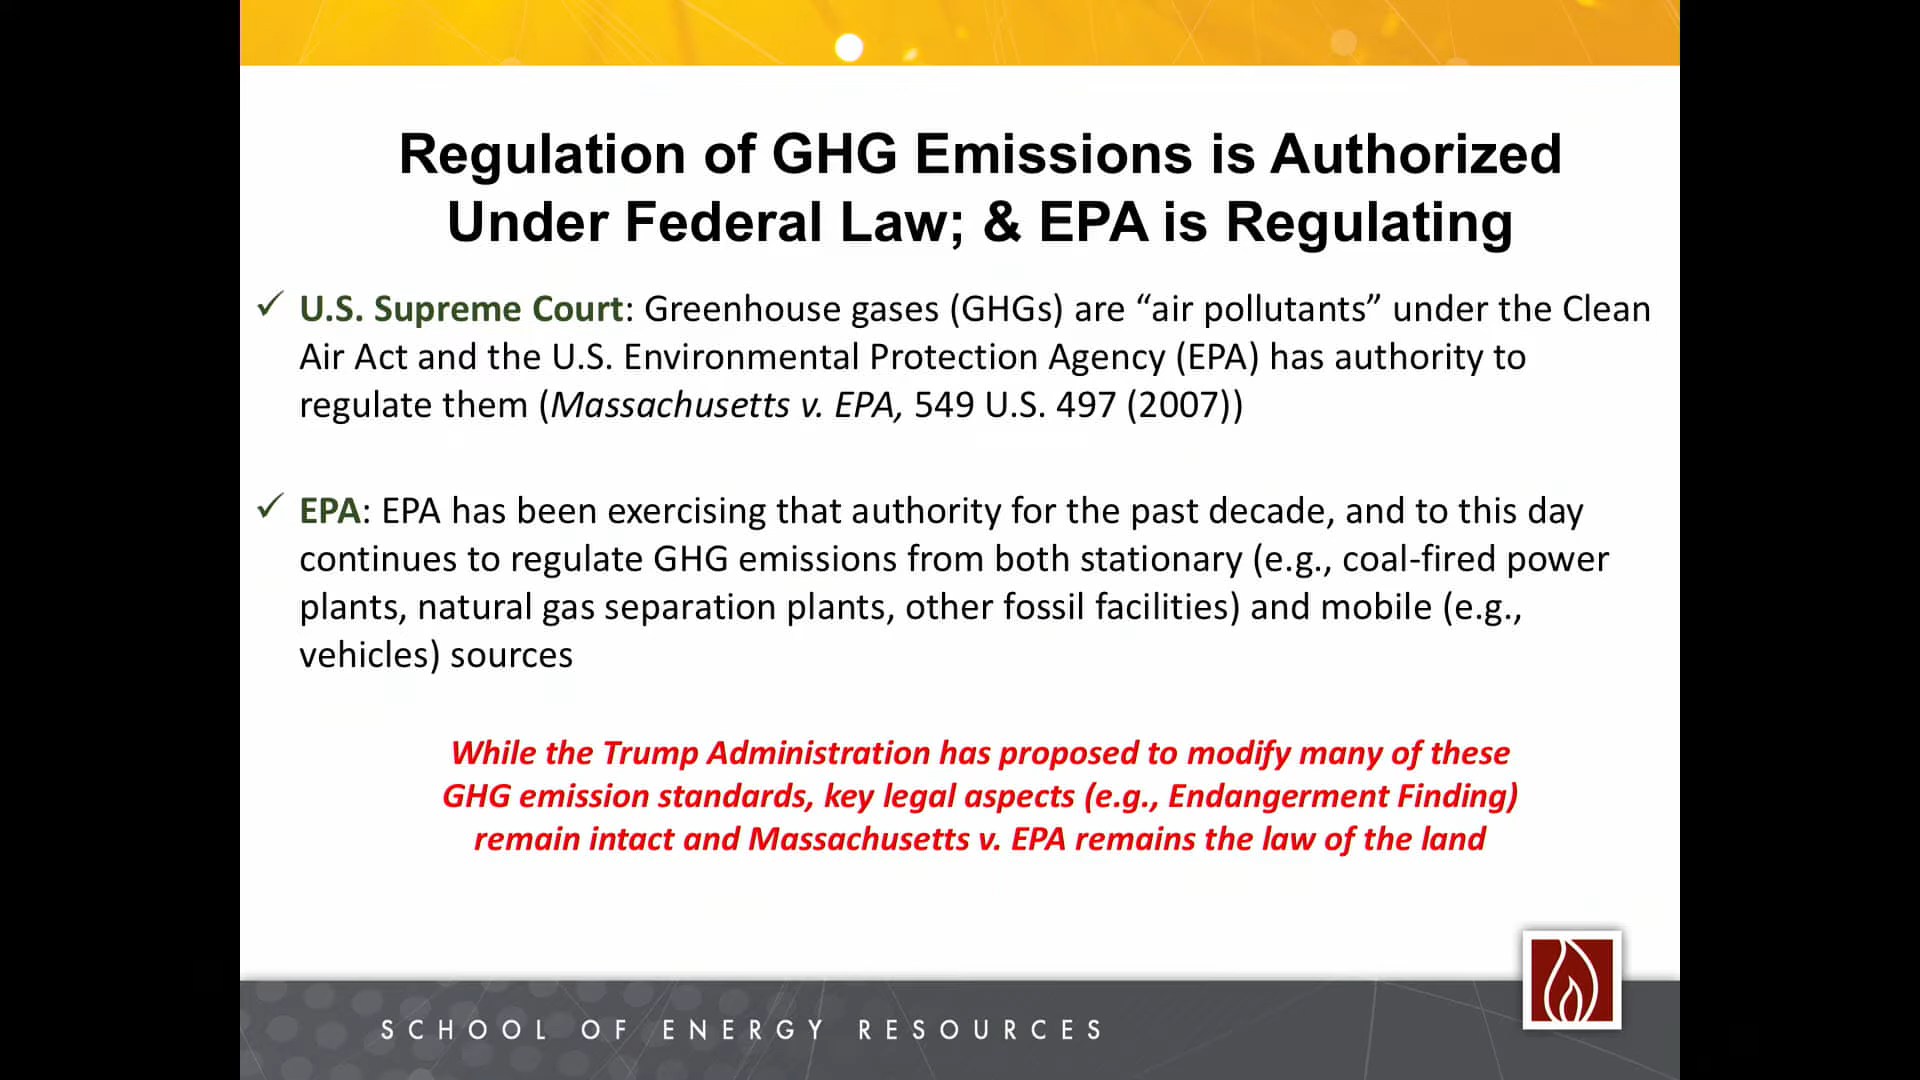 Regulation of GHG Emissions is Authorized
Under Federal Law; & EPA is Regulating
✓ U.S. Supreme Court: Greenhouse gases (GHGs) are “air pollutants” under the Clean
Air Act and the U.S. Environmental Protection Agency (EPA) has authority to
regulate them (Massachusetts v. EPA, 549 U.S. 497 (2007))
✓ EPA: EPA has been exercising that authority for the past decade, and to this day
continues to regulate GHG emissions from both stationary (e.g., coal-fired power
plants, natural gas separation plants, other fossil facilities) and mobile (e.g.,
vehicles) sources
While the Trump Administration has proposed to modify many of these
GHG emission standards, key legal aspects (e.g., Endangerment Finding)
remain intact and Massachusetts v. EPA remains the law of the land
SCHOOL OF ENERGY RESOURCES